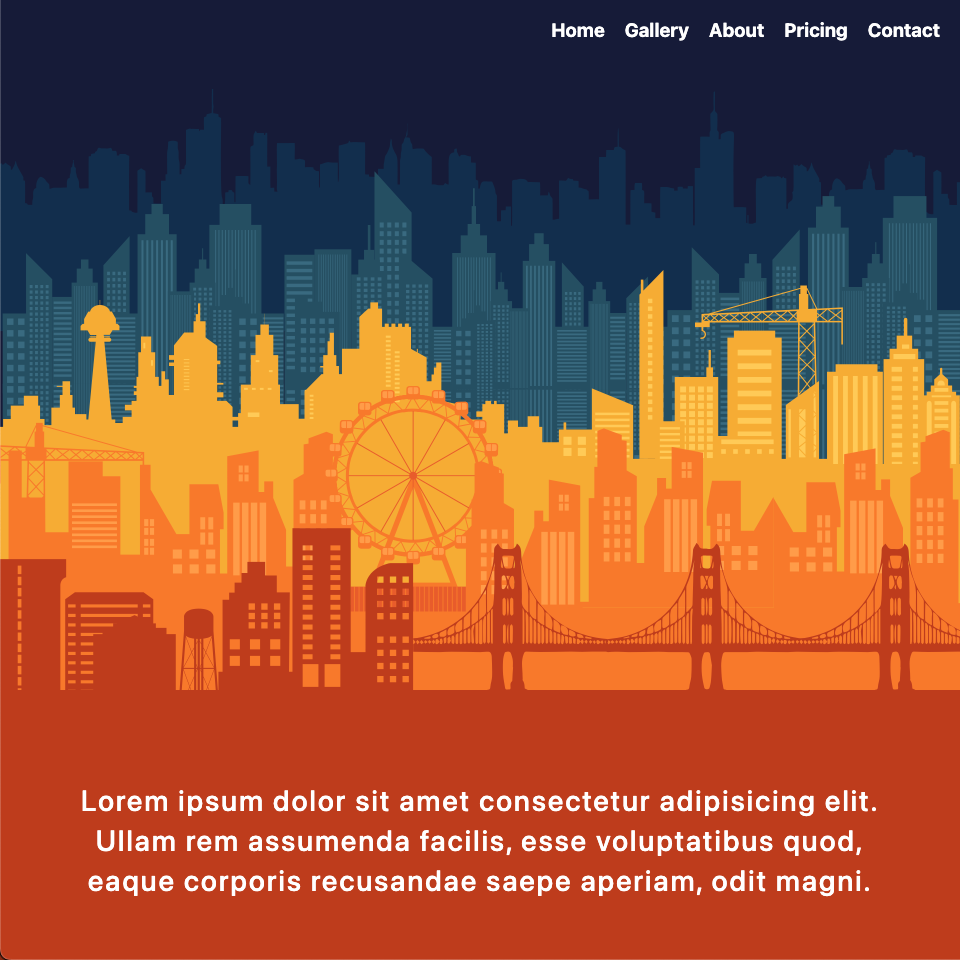 Home Gallery About Pricing Contact
Lorem ipsum dolor sit amet consectetur adipisicing elit.
Ullam rem assumenda facilis, esse voluptatibus quod,
eaque corporis recusandae saepe aperiam, odit magni.